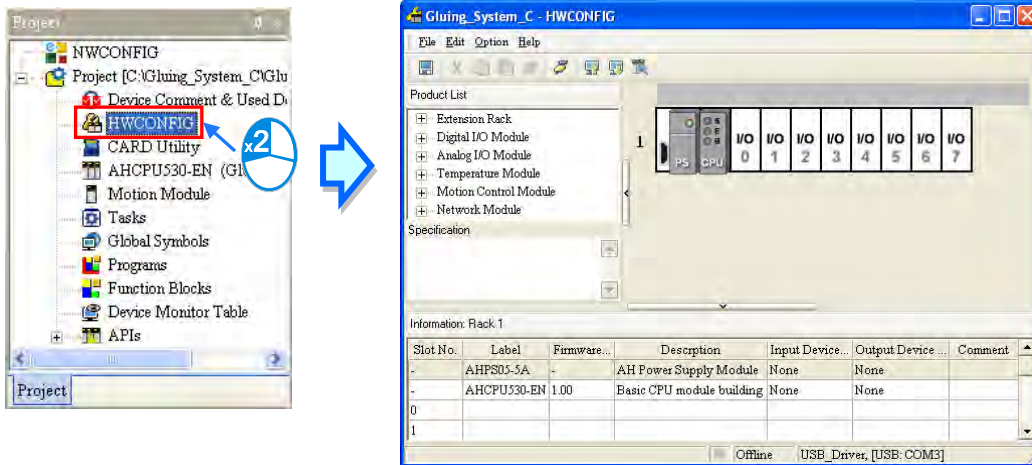 Project
NWCONFIG
Project [C:\Gluing_System_C\Glu
Device Comment & Used D
HWCONFIG
CARD Utility
AHCPU530-EN (Gl
Motion Module
Tasks
Global Symbols
Programs
Function Blocks
Device Monitor Table
APIs
Project
x2
Gluing_System_C - HWCONFIG
File Edit Option Help
Product List
Extension Rack
Digital I/O Module
Analog I/O Module
Temperature Module
Motion Control Module
Network Module
Specification
1
PS CPU
I/O 0 I/O 1 I/O 2 I/O 3 I/O 4 I/O 5 I/O 6 I/O 7
Information: Rack 1
Slot No. Label Firmware... Descrption Input Device... Output Device ... Comment
- AHPS05-5A - AH Power Supply Module None None
- AHCPU530-EN 1.00 Basic CPU module building None None
0
1
Offline USB_Driver, [USB: COM3]